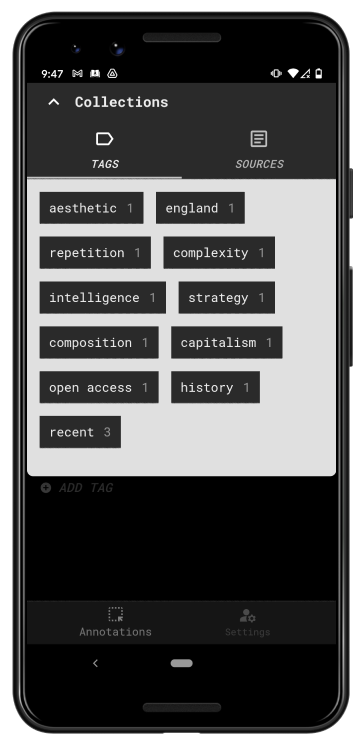 9:47
Collections
TAGS SOURCES
aesthetic 1 england 1
repetition 1 complexity 1
intelligence 1 strategy 1
composition 1 capitalism 1
open access 1 history 1
recent 3
ADD TAG
Annotations Settings